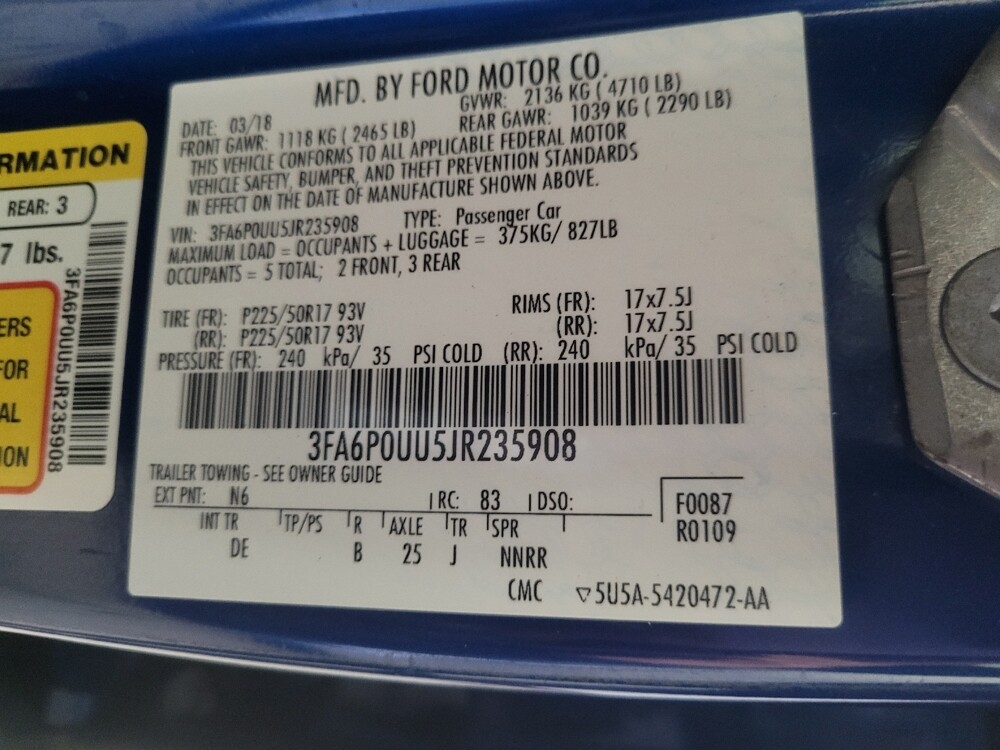 MFD. BY FORD MOTOR CO.
DATE: 03/18 GVWR: 2136 KG ( 4710 LB)
FRONT GAWR: 1118 KG ( 2465 LB) REAR GAWR: 1039 KG ( 2290 LB)
THIS VEHICLE CONFORMS TO ALL APPLICABLE FEDERAL MOTOR
VEHICLE SAFETY, BUMPER, AND THEFT PREVENTION STANDARDS
IN EFFECT ON THE DATE OF MANUFACTURE SHOWN ABOVE.
VIN: 3FA6P0UU5JR235908 TYPE: Passenger Car
MAXIMUM LOAD = OCCUPANTS + LUGGAGE = 375KG/ 827LB
OCCUPANTS = 5 TOTAL; 2 FRONT, 3 REAR
TIRE (FR): P225/50R17 93V RIMS (FR): 17x7.5J
(RR): P225/50R17 93V (RR): 17x7.5J
PRESSURE (FR): 240 kPa/ 35 PSI COLD (RR): 240 kPa/ 35 PSI COLD
3FA6P0UU5JR235908
TRAILER TOWING - SEE OWNER GUIDE
EXT PNT: N6 RC: 83 DSO:
F0087
R0109
INT TR TP/PS R AXLE TR SPR
DE B 25 J NNRR
CMC ▽5U5A-5420472-AA
RMATION
REAR: 3
7 lbs.
ERS
FOR
AL
ION
3FA6P0UU5JR235908